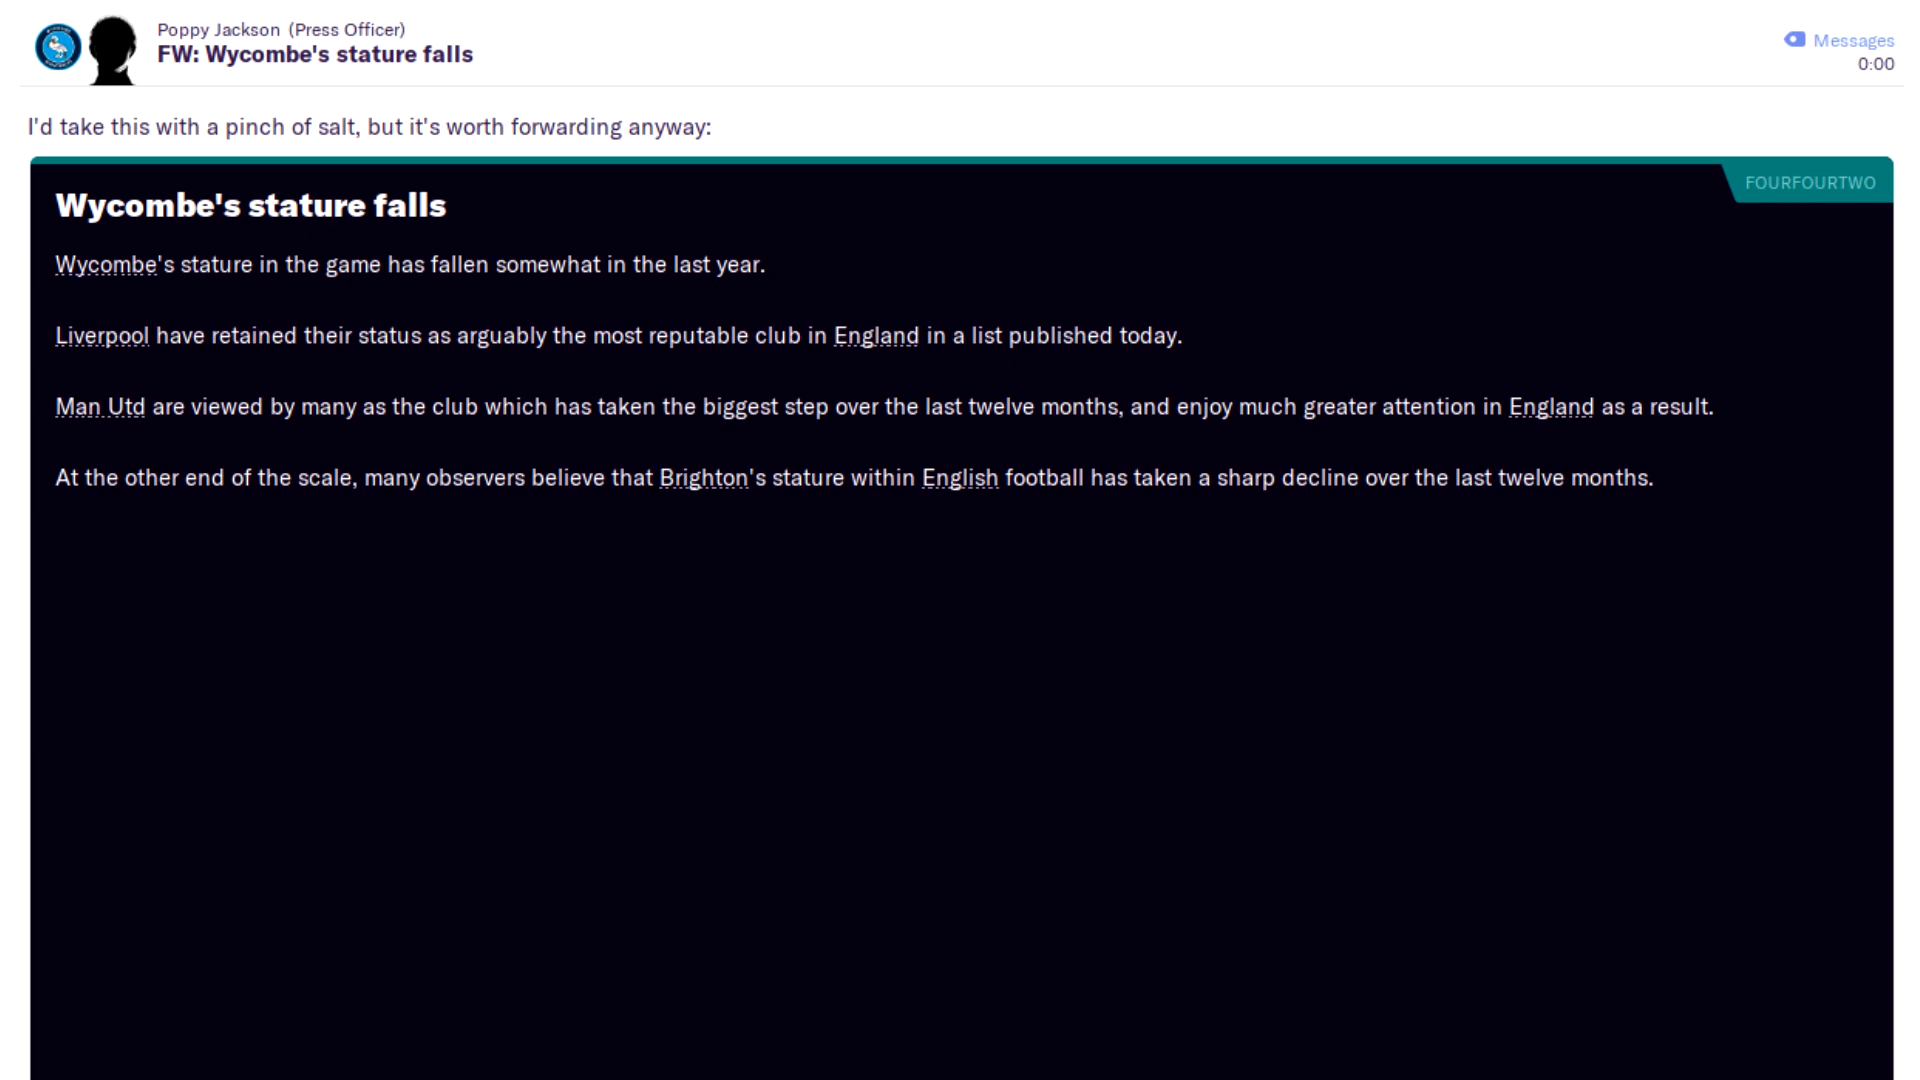 Poppy Jackson (Press Officer)
FW: Wycombe's stature falls
Messages
0:00
I'd take this with a pinch of salt, but it's worth forwarding anyway:
FOURFOURTWO
Wycombe's stature falls
Wycombe's stature in the game has fallen somewhat in the last year.
Liverpool have retained their status as arguably the most reputable club in England in a list published today.
Man Utd are viewed by many as the club which has taken the biggest step over the last twelve months, and enjoy much greater attention in England as a result.
At the other end of the scale, many observers believe that Brighton's stature within English football has taken a sharp decline over the last twelve months.